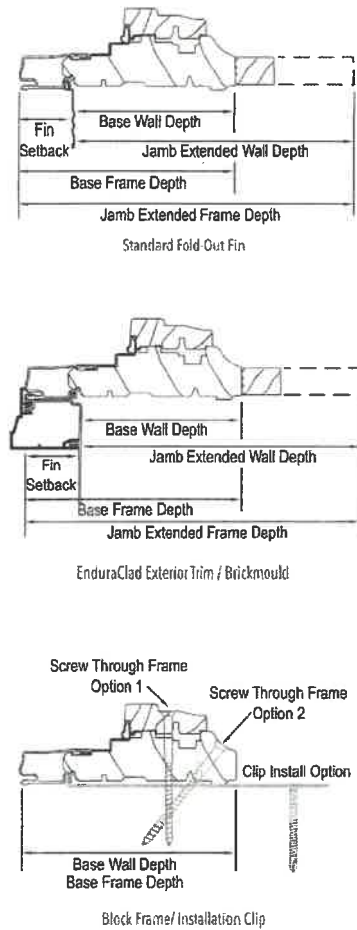 Base Wall Depth
Fin
Setback
Jamb Extended Wall Depth
Base Frame Depth
Jamb Extended Frame Depth
Standard Fold-Out Fin
Base Wall Depth
Jamb Extended Wall Depth
Fin
Setback
Base Frame Depth
Jamb Extended Frame Depth
EnduraClad Exterior Trim / Brickmould
Screw Through Frame
Option 1
Screw Through Frame
Option 2
Clip Install Option
Base Wall Depth
Base Frame Depth
Block Frame/ Installation Clip